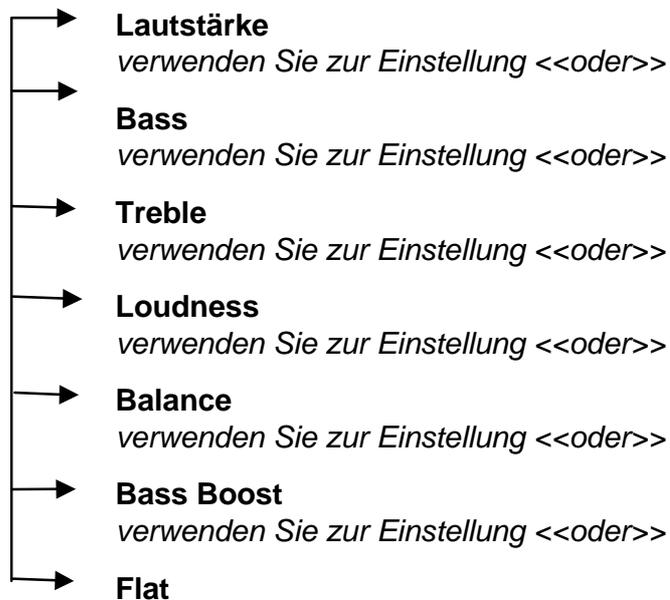 Lautstärke
verwenden Sie zur Einstellung <<oder>>
Bass
verwenden Sie zur Einstellung <<oder>>
Treble
verwenden Sie zur Einstellung <<oder>>
Loudness
verwenden Sie zur Einstellung <<oder>>
Balance
verwenden Sie zur Einstellung <<oder>>
Bass Boost
verwenden Sie zur Einstellung <<oder>>
Flat